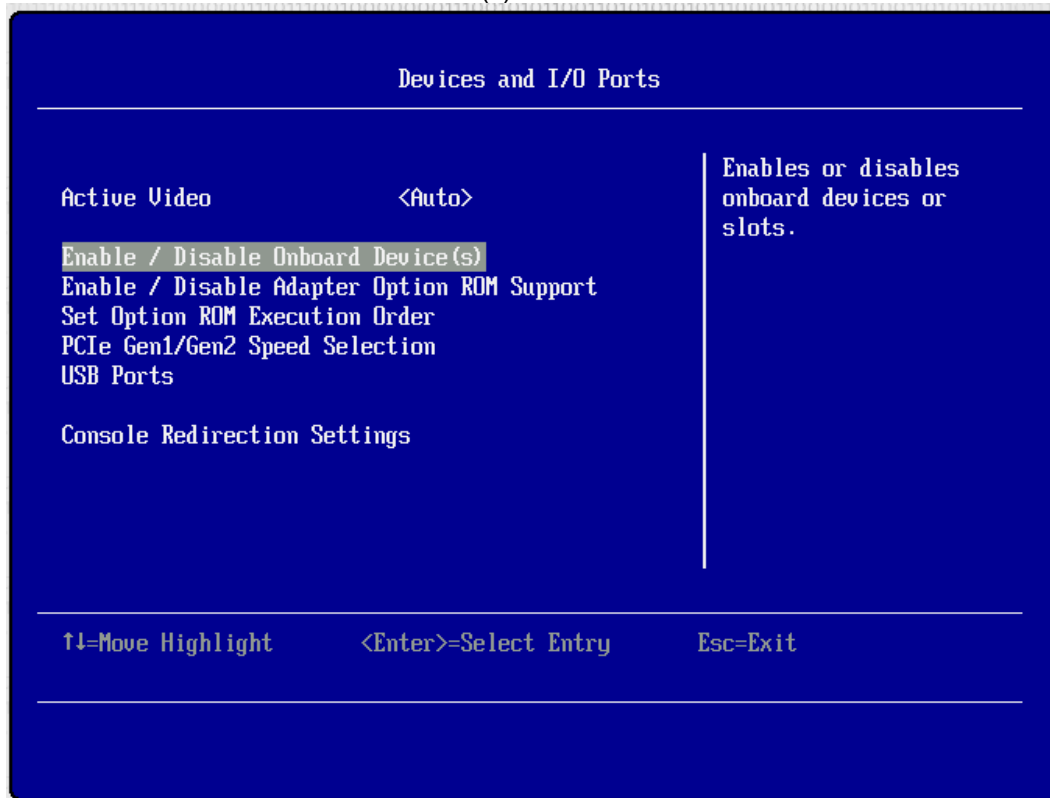 Devices and I/O Ports
Active Video <Auto>
Enable / Disable Onboard Device(s)
Enable / Disable Adapter Option ROM Support
Set Option ROM Execution Order
PCIe Gen1/Gen2 Speed Selection
USB Ports
Console Redirection Settings
Enables or disables
onboard devices or
slots.
↑↓=Move Highlight <Enter>=Select Entry Esc=Exit